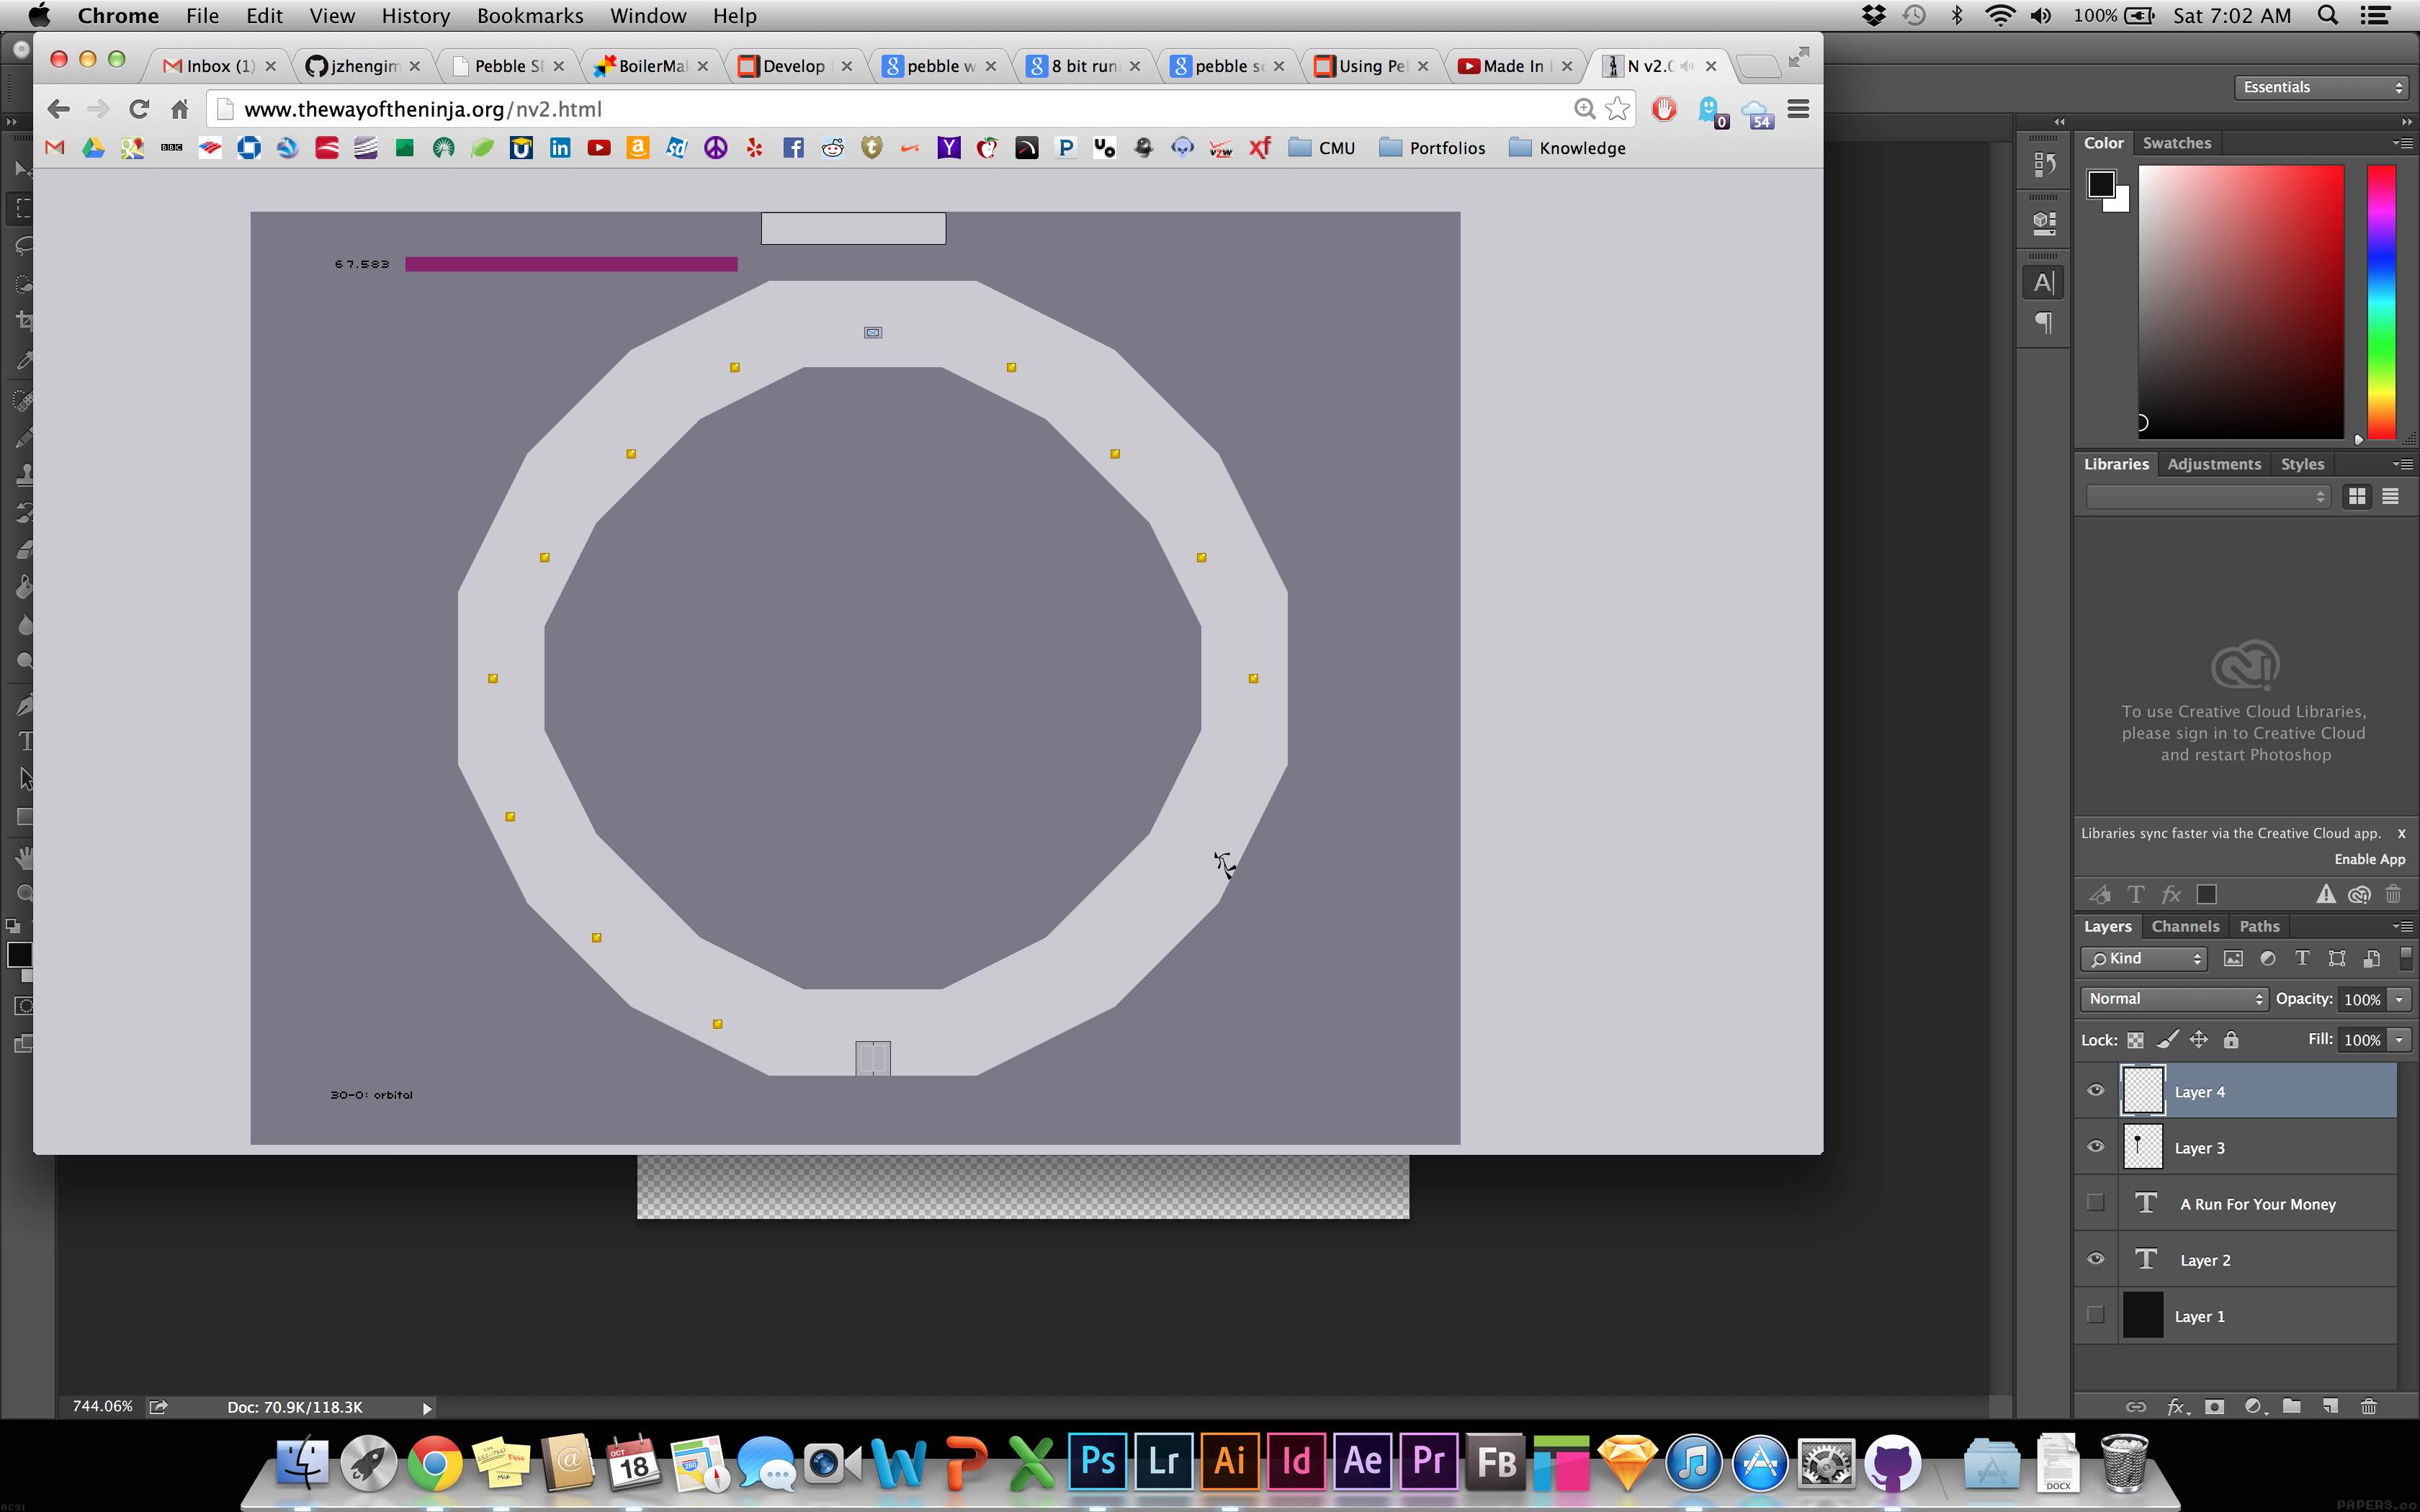 Chrome File Edit View History Bookmarks Window Help 100% Sat 7:02 AM
Inbox (1) jzhengim Pebble S BoilerMa Develop pebble w 8 bit run pebble s Using Pe Made In N v2.0
www.thewayoftheninja.org/nv2.html
0 54
BBC CMU Portfolios Knowledge
67.583
30-0: orbital
Essentials
Color Swatches
Libraries Adjustments Styles
To use Creative Cloud Libraries,
please sign in to Creative Cloud
and restart Photoshop
Libraries sync faster via the Creative Cloud app. x
Enable App
Layers Channels Paths
Kind
Normal Opacity: 100%
Lock: Fill: 100%
Layer 4
Layer 3
A Run For Your Money
Layer 2
Layer 1
744.06% Doc: 70.9K/118.3K
OCT
18
Ps Lr Ai Id Ae Pr FB
DOCX